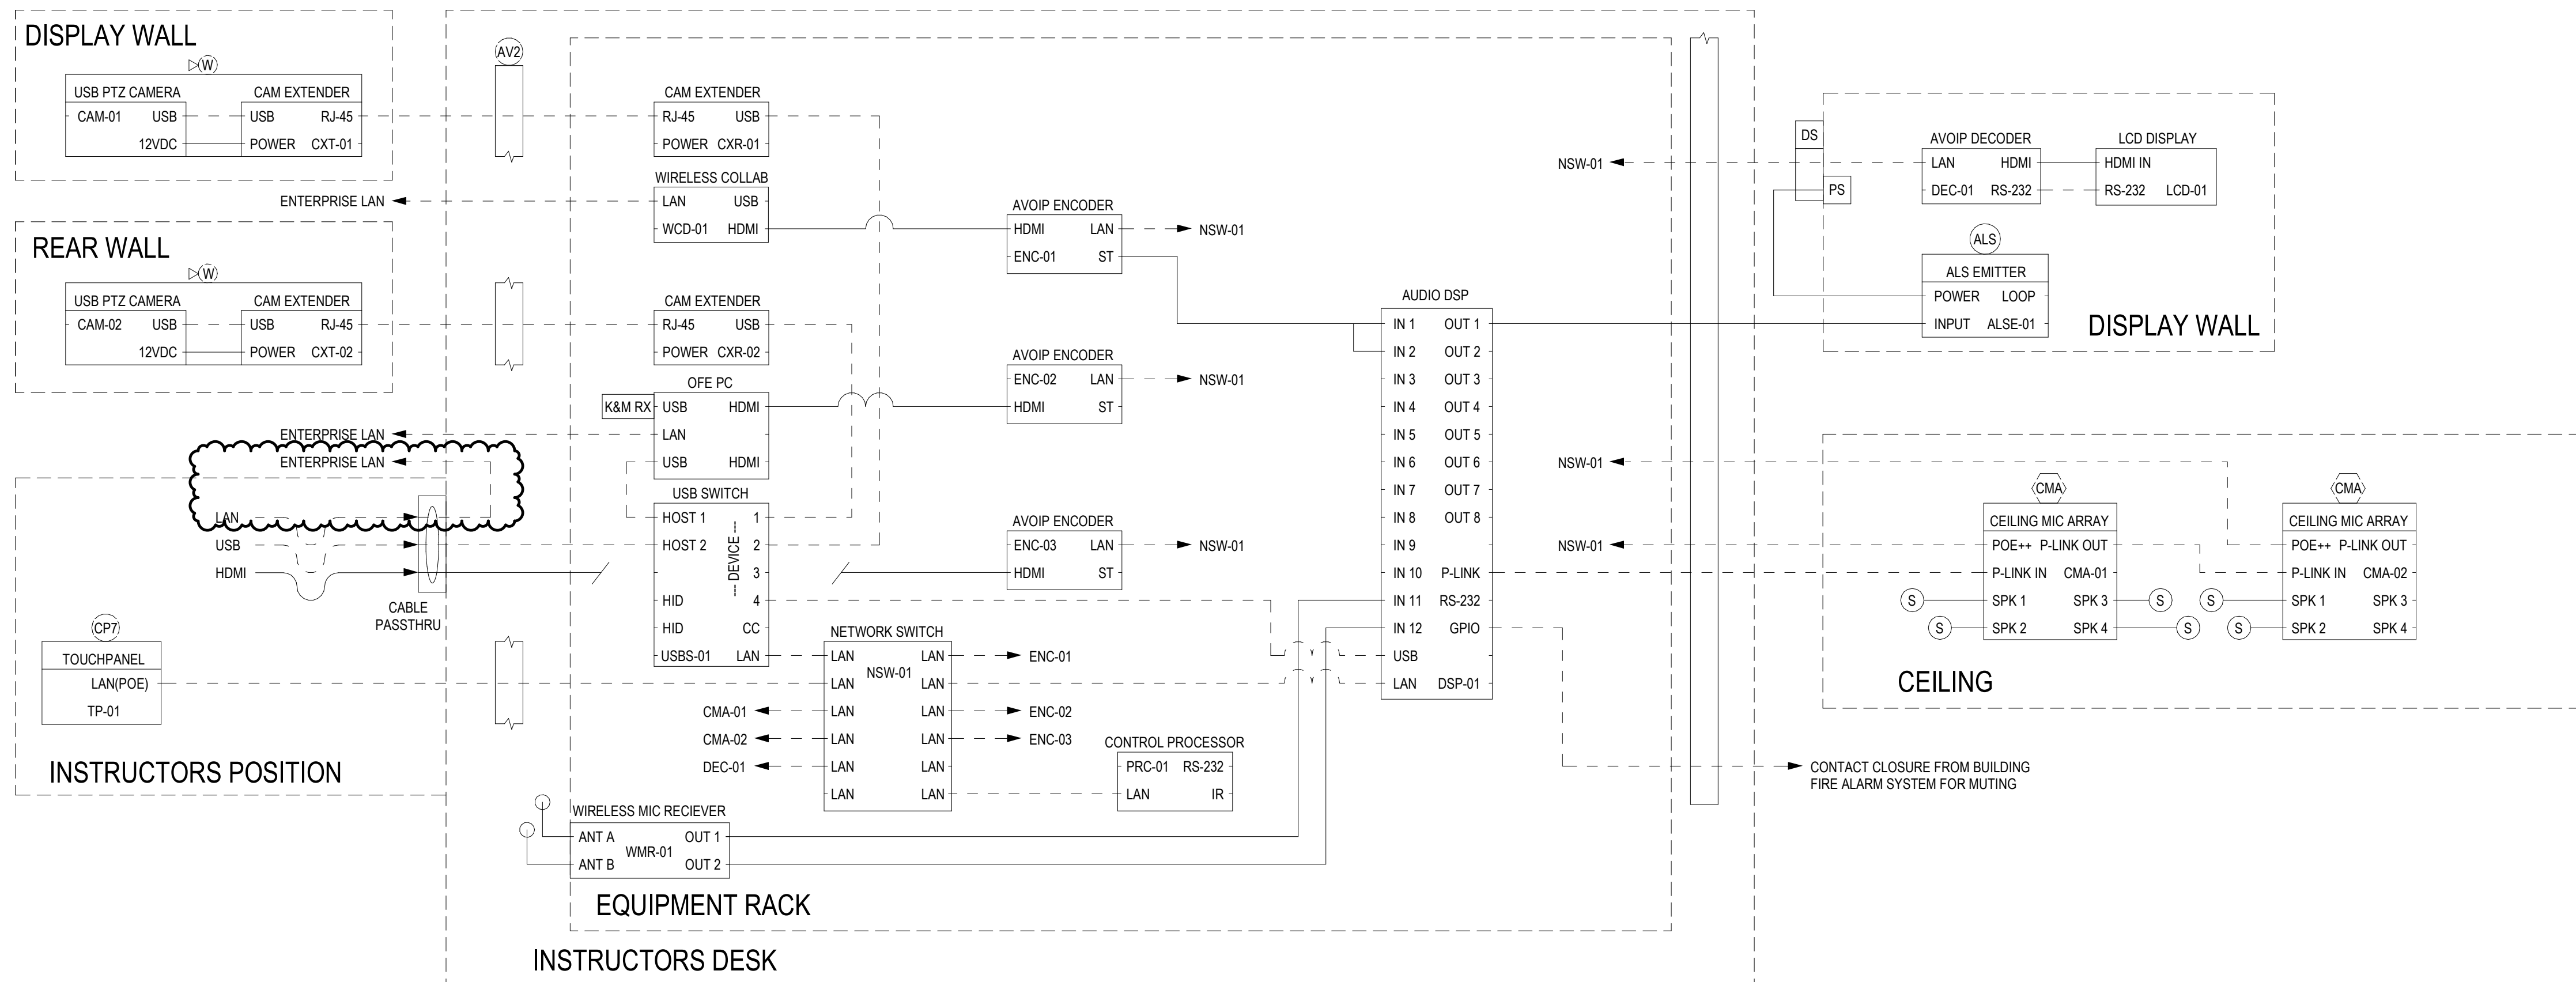 DISPLAY WALL
W
USB PTZ CAMERA
CAM EXTENDER
CAM-01
USB
USB
RJ-45
12VDC
POWER
CXT-01
ENTERPRISE LAN
REAR WALL
W
USB PTZ CAMERA
CAM EXTENDER
CAM-02
USB
USB
RJ-45
12VDC
POWER
CXT-02
ENTERPRISE LAN
ENTERPRISE LAN
LAN
USB
HDMI
CABLE
PASSTHRU
CP7
TOUCHPANEL
LAN(POE)
TP-01
INSTRUCTORS POSITION
AV2
CAM EXTENDER
RJ-45
USB
POWER
CXR-01
WIRELESS COLLAB
LAN
USB
WCD-01
HDMI
CAM EXTENDER
RJ-45
USB
POWER
CXR-02
OFE PC
K&M RX
USB
HDMI
LAN
USB
HDMI
USB SWITCH
HOST 1
1
HOST 2
2
3
HID
4
HID
CC
USBS-01
LAN
--- DEVICE ---
AVOIP ENCODER
HDMI
LAN
NSW-01
ENC-01
ST
AVOIP ENCODER
ENC-02
LAN
NSW-01
HDMI
ST
AVOIP ENCODER
ENC-03
LAN
NSW-01
HDMI
ST
NETWORK SWITCH
LAN
LAN
ENC-01
NSW-01
LAN
LAN
CMA-01
LAN
LAN
ENC-02
CMA-02
LAN
LAN
ENC-03
DEC-01
LAN
LAN
LAN
LAN
CONTROL PROCESSOR
PRC-01
RS-232
LAN
IR
WIRELESS MIC RECIEVER
ANT A
OUT 1
WMR-01
ANT B
OUT 2
EQUIPMENT RACK
INSTRUCTORS DESK
AUDIO DSP
IN 1
OUT 1
IN 2
OUT 2
IN 3
OUT 3
IN 4
OUT 4
IN 5
OUT 5
IN 6
OUT 6
IN 7
OUT 7
IN 8
OUT 8
IN 9
IN 10
P-LINK
IN 11
RS-232
IN 12
GPIO
USB
LAN
DSP-01
NSW-01
NSW-01
NSW-01
DS
PS
AVOIP DECODER
LAN
HDMI
DEC-01
RS-232
LCD DISPLAY
HDMI IN
RS-232
LCD-01
ALS
ALS EMITTER
POWER
LOOP
INPUT
ALSE-01
DISPLAY WALL
CMA
CEILING MIC ARRAY
POE++
P-LINK OUT
P-LINK IN
CMA-01
S
SPK 1
SPK 3
S
S
SPK 2
SPK 4
S
CMA
CEILING MIC ARRAY
POE++
P-LINK OUT
P-LINK IN
CMA-02
S
SPK 1
SPK 3
S
SPK 2
SPK 4
CEILING
CONTACT CLOSURE FROM BUILDING
FIRE ALARM SYSTEM FOR MUTING